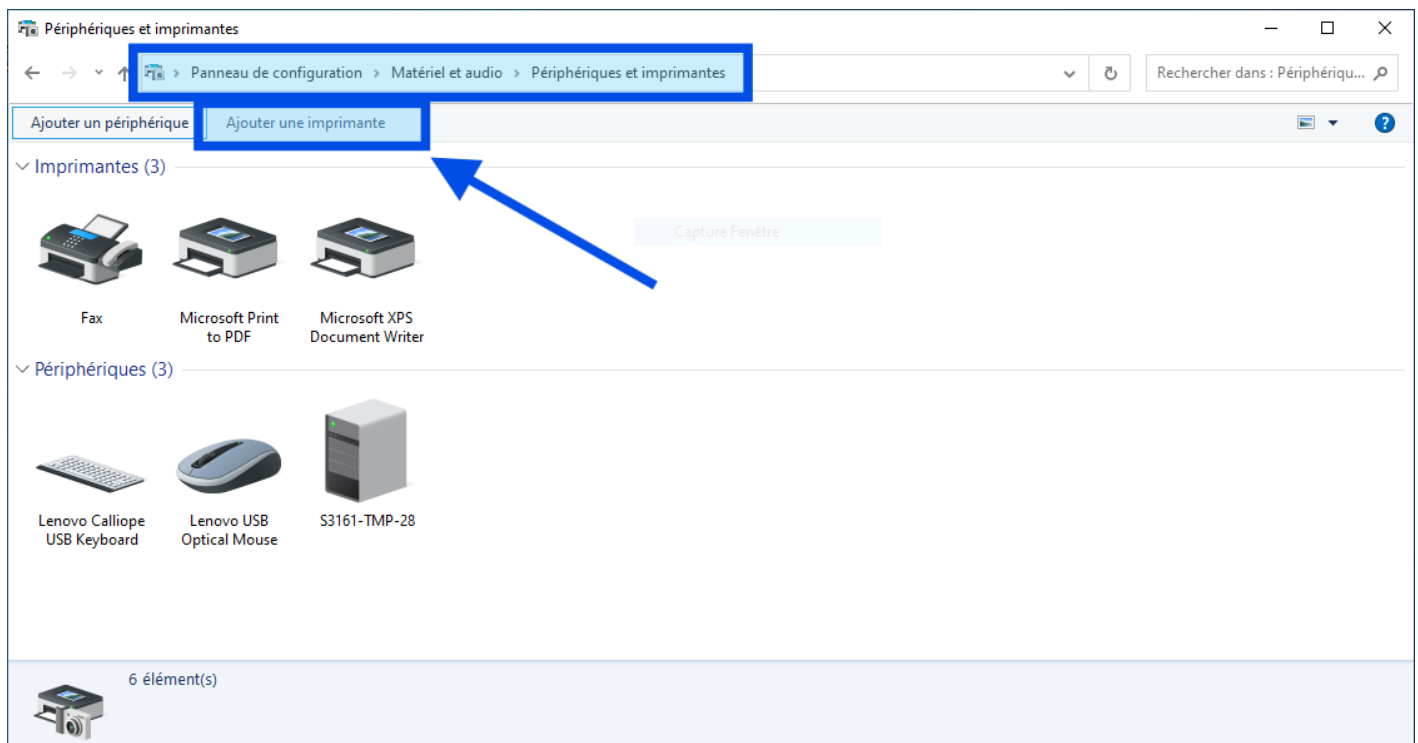 Périphériques et imprimantes
Panneau de configuration > Matériel et audio > Périphériques et imprimantes
Rechercher dans : Périphériqu...
Ajouter un périphérique
Ajouter une imprimante
Imprimantes (3)
Capture Fenêtre
Fax
Microsoft Print
to PDF
Microsoft XPS
Document Writer
Périphériques (3)
Lenovo Calliope
USB Keyboard
Lenovo USB
Optical Mouse
S3161-TMP-28
6 élément(s)